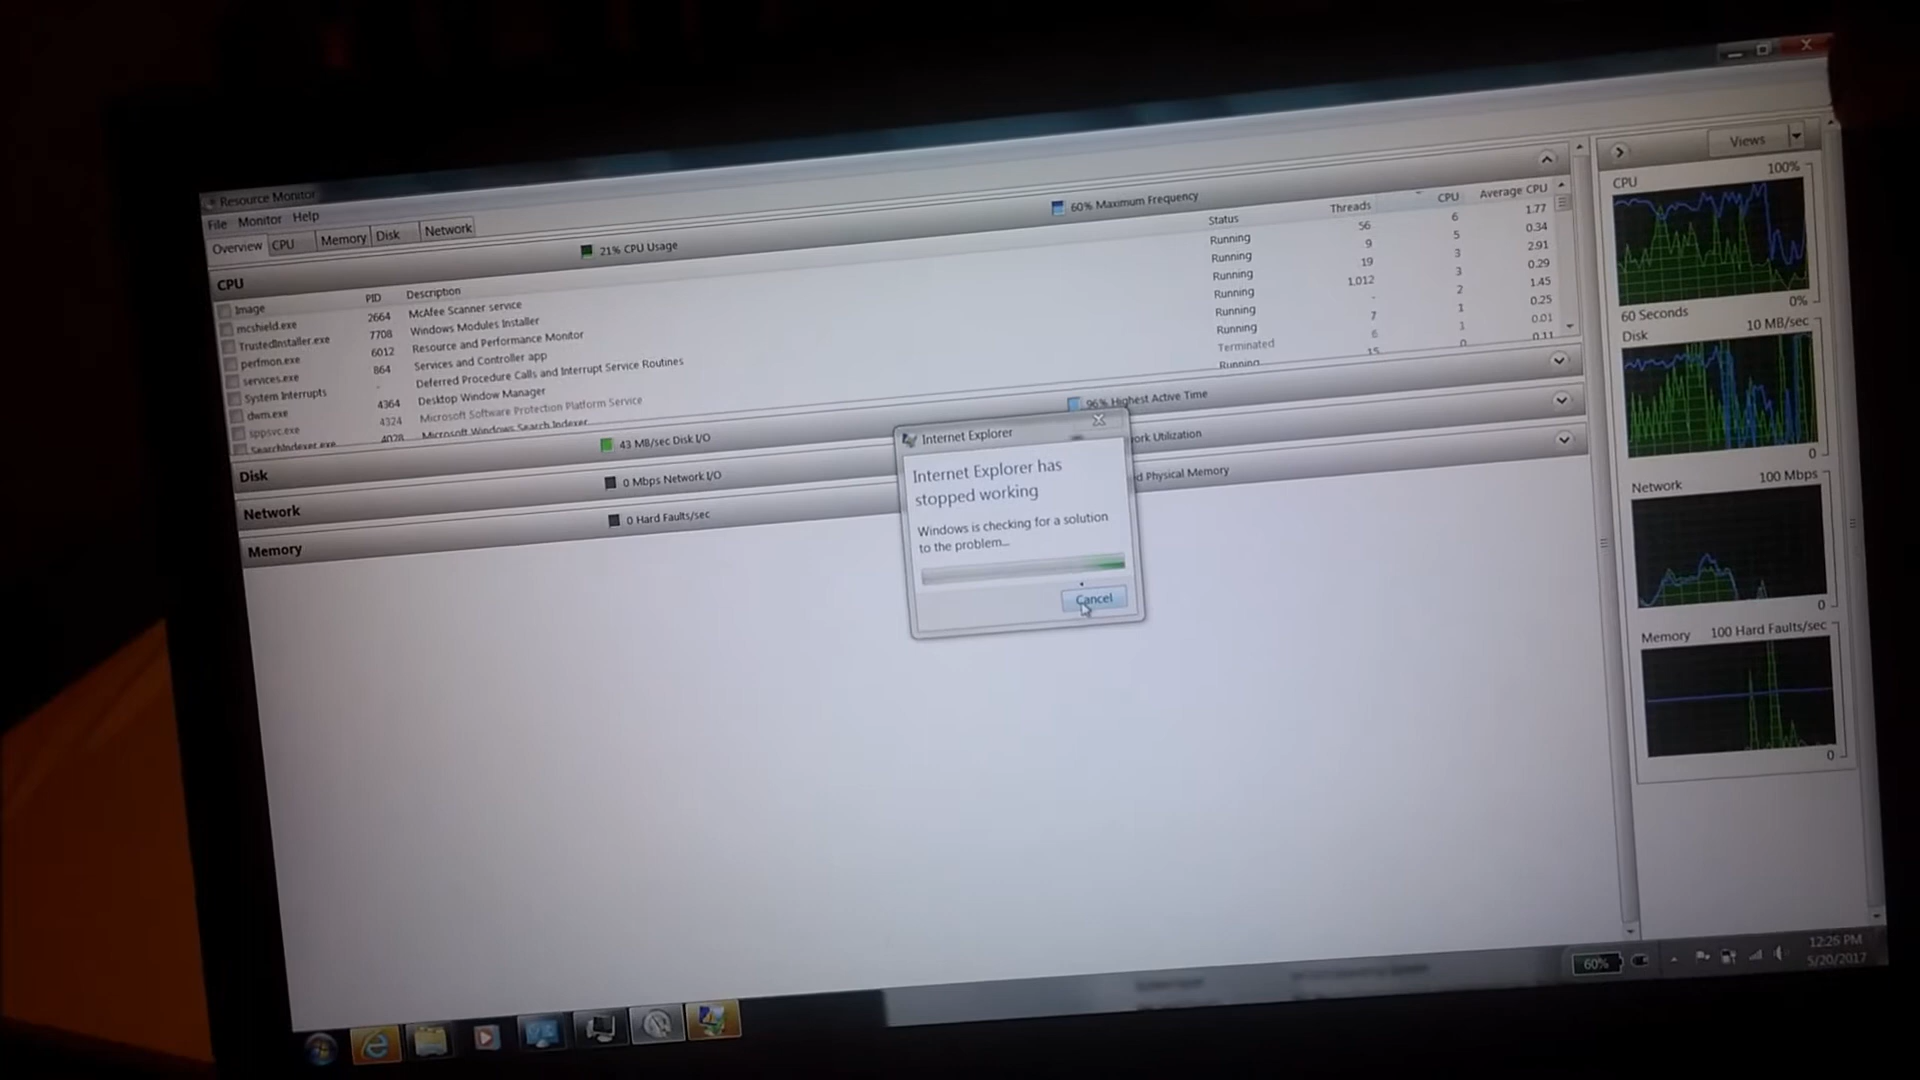 Resource Monitor
File Monitor Help
Overview CPU Memory Disk Network
CPU 21% CPU Usage 60% Maximum Frequency
Image PID Description Status Threads CPU Average CPU
mcshield.exe 2664 McAfee Scanner service Running 56 6 1.77
TrustedInstaller.exe 7708 Windows Modules Installer Running 9 5 0.34
perfmon.exe 6012 Resource and Performance Monitor Running 19 3 2.91
services.exe 864 Services and Controller app Running 1,012 3 0.29
System Interrupts - Deferred Procedure Calls and Interrupt Service Routines Running - 2 1.45
dwm.exe 4364 Desktop Window Manager Running 7 1 0.25
sppsvc.exe 4324 Microsoft Software Protection Platform Service Terminated 6 1 0.01
SearchIndexer.exe 4028 Microsoft Windows Search Indexer Running 15 0 0.11
Disk 43 MB/sec Disk I/O 96% Highest Active Time
Network 0 Mbps Network I/O ork Utilization
Memory 0 Hard Faults/sec d Physical Memory
Internet Explorer
Internet Explorer has
stopped working
Windows is checking for a solution
to the problem...
Cancel
Views
CPU 100%
60 Seconds 0%
Disk 10 MB/sec
0
Network 100 Mbps
0
Memory 100 Hard Faults/sec
0
60%
12:26 PM
5/20/2017